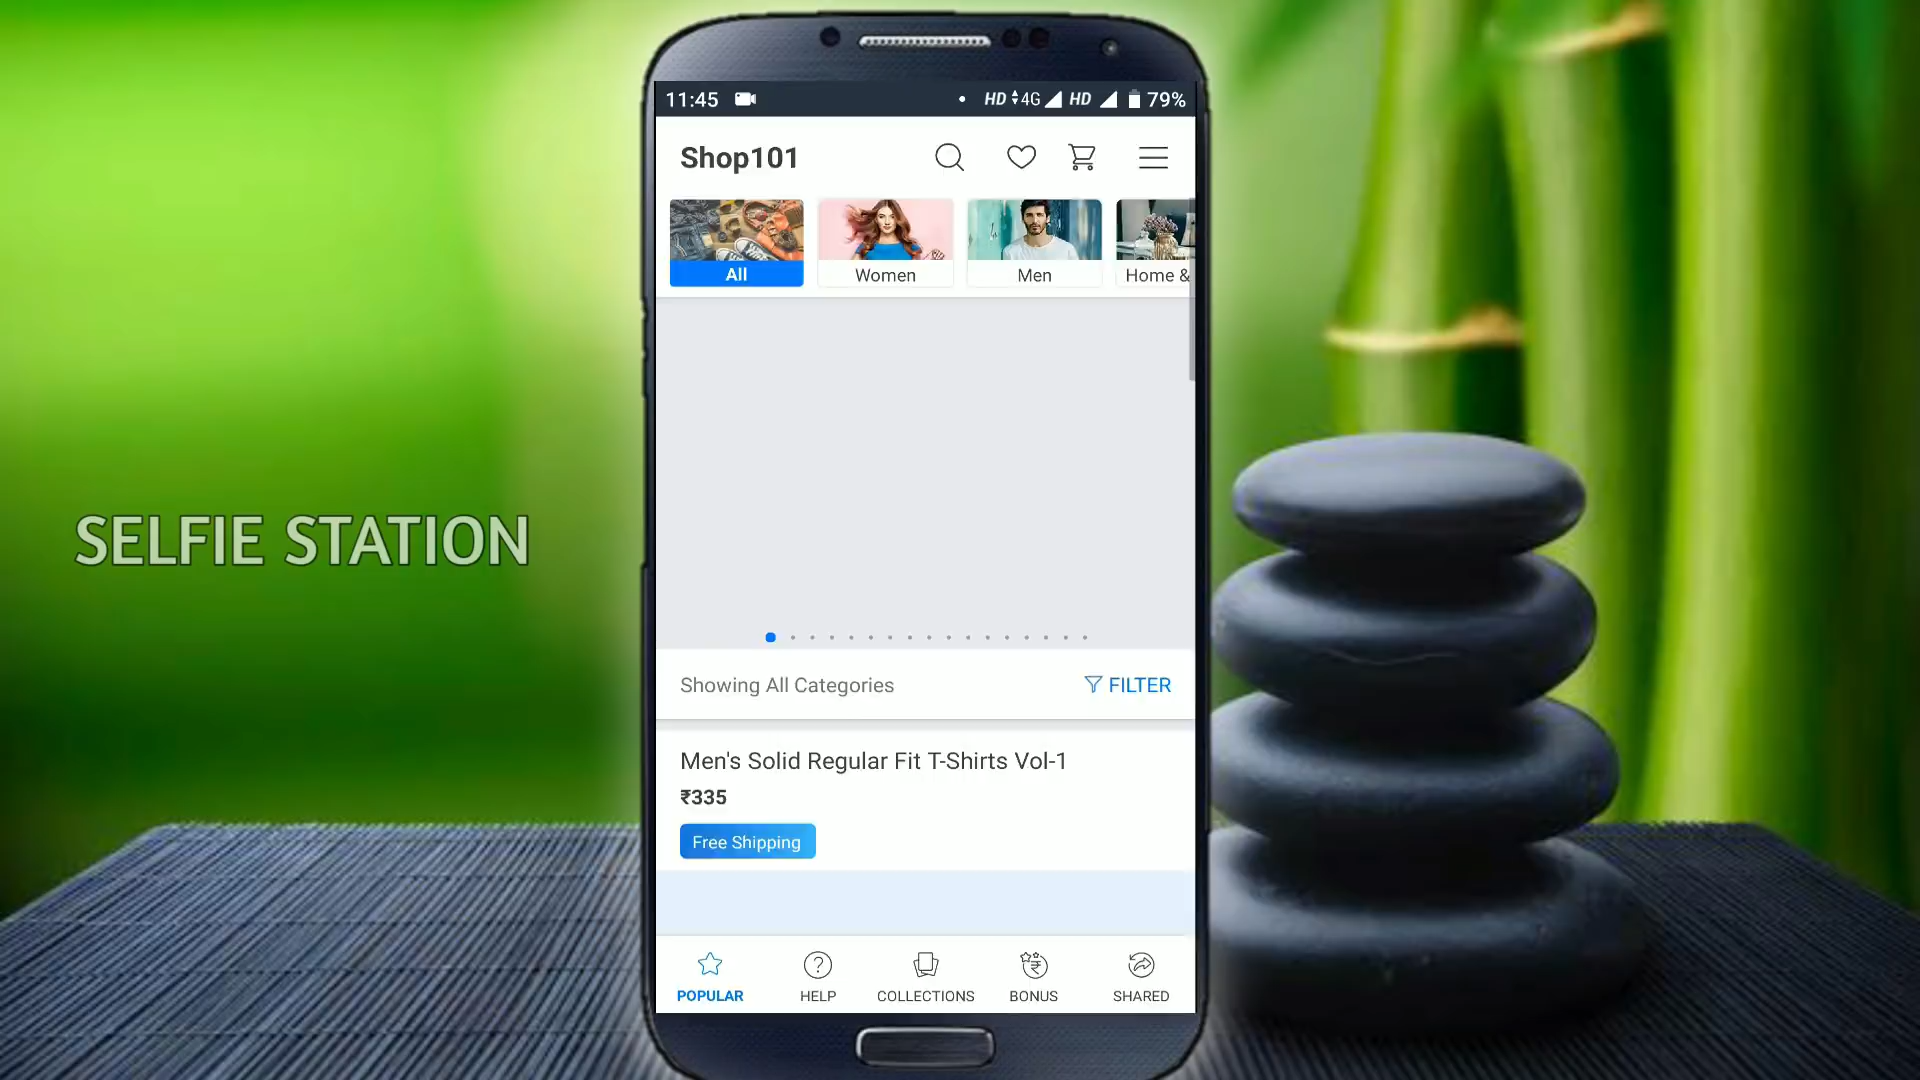 11:45
HD 4G HD 79%
Shop101
All
Women
Men
Home &
SELFIE STATION
Showing All Categories
FILTER
Men's Solid Regular Fit T-Shirts Vol-1
₹335
Free Shipping
POPULAR
HELP
COLLECTIONS
BONUS
SHARED